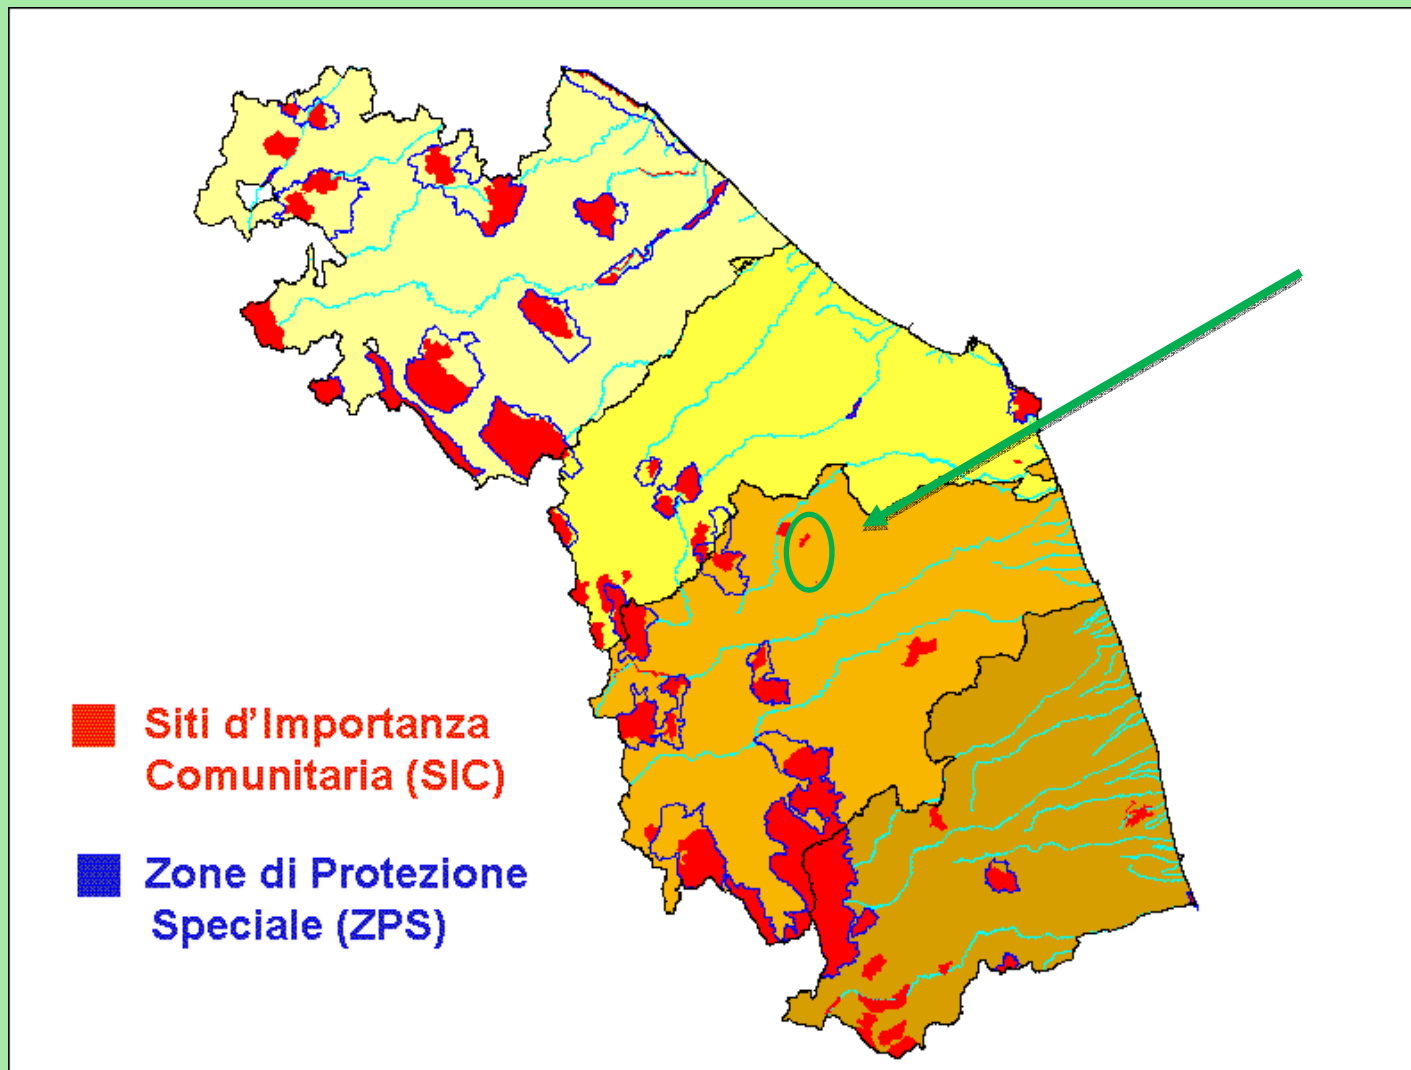 Siti d'Importanza
Comunitaria (SIC)
Zone di Protezione
Speciale (ZPS)